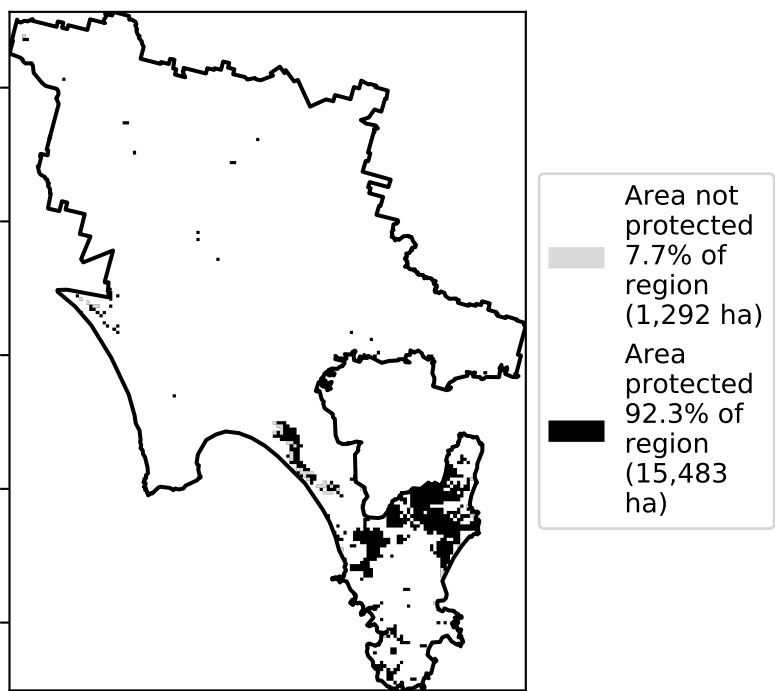 Area not
protected
7.7% of
region
(1,292 ha)
Area
protected
92.3% of
region
(15,483
ha)